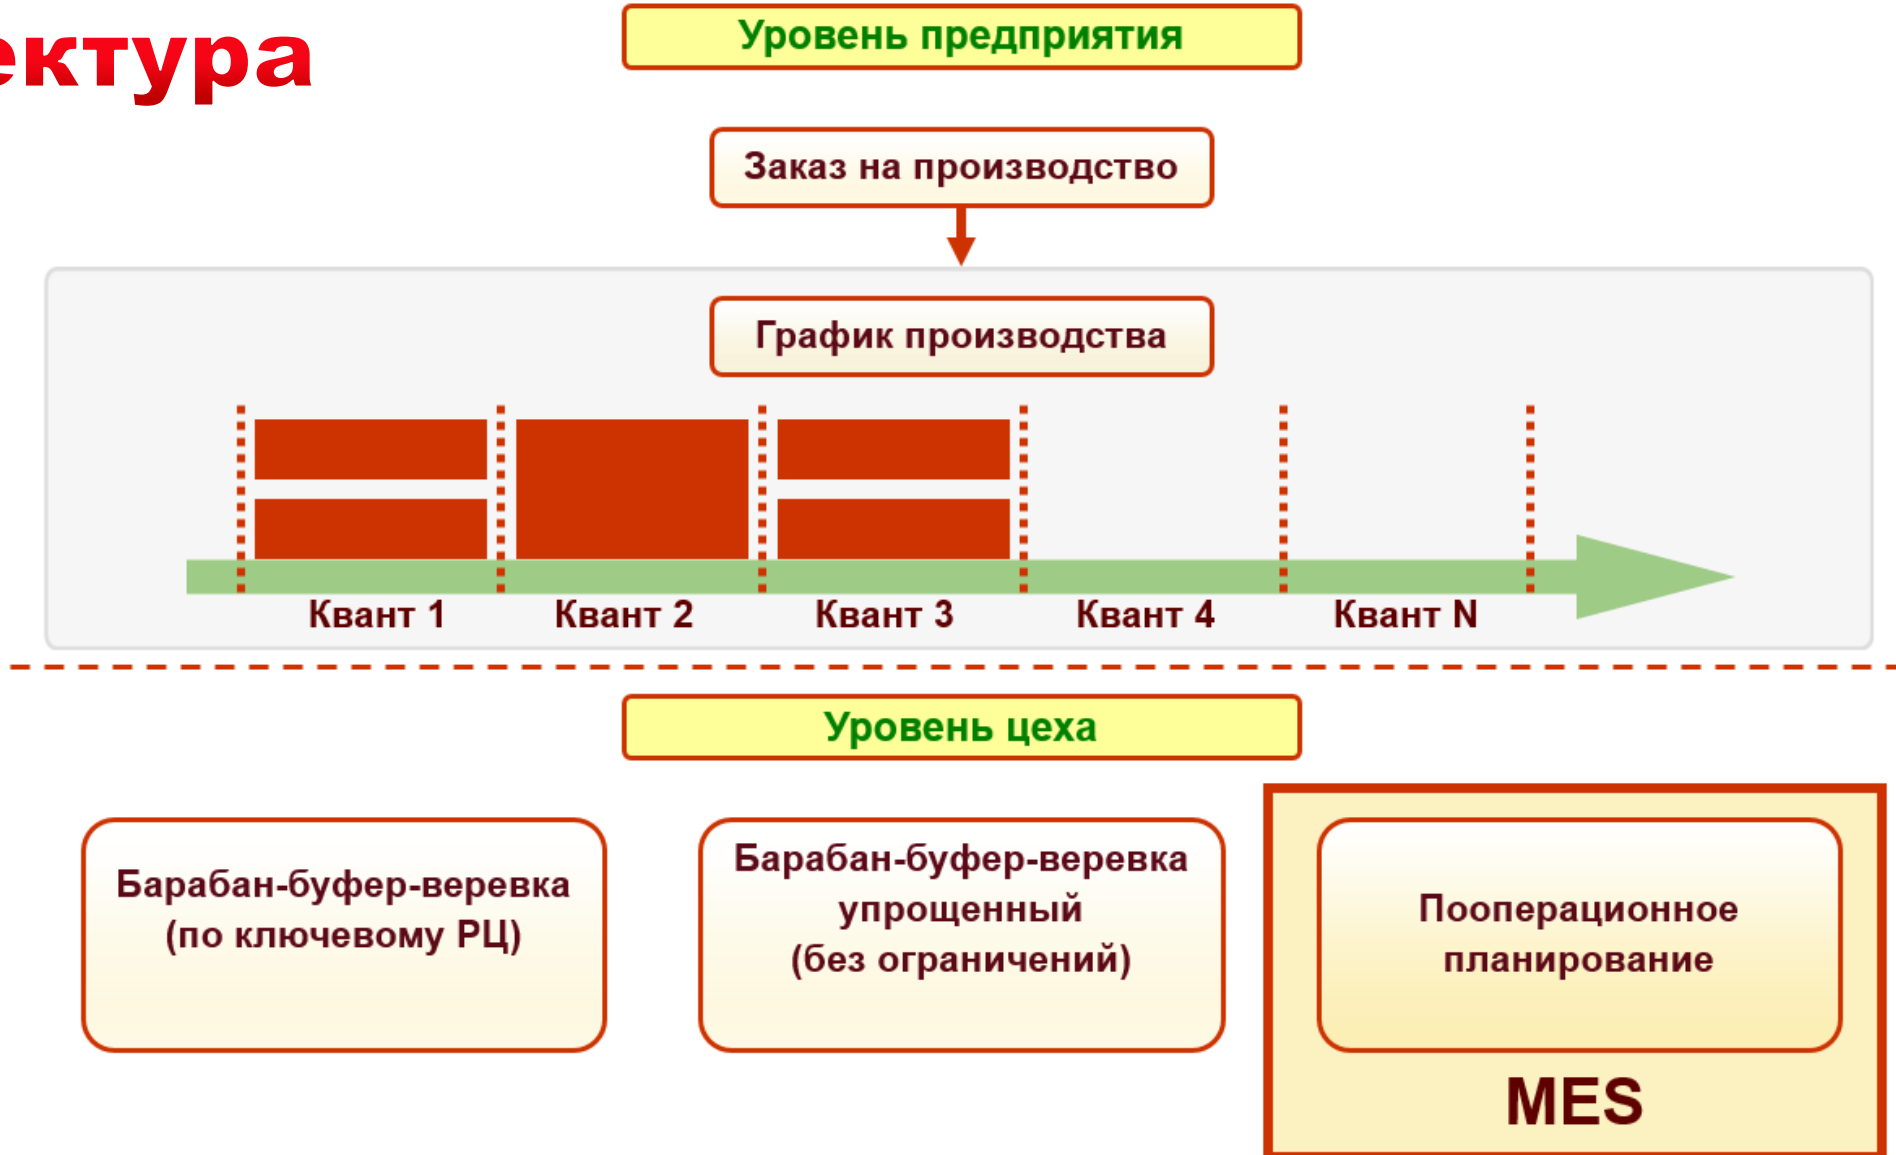 ектура
Уровень предприятия
Заказ на производство
График производства
Квант 1
Квант 2
Квант 3
Квант 4
Квант N
Уровень цеха
Барабан-буфер-веревка
(по ключевому РЦ)
Барабан-буфер-веревка
упрощенный
(без ограничений)
Пооперационное
планирование
MES